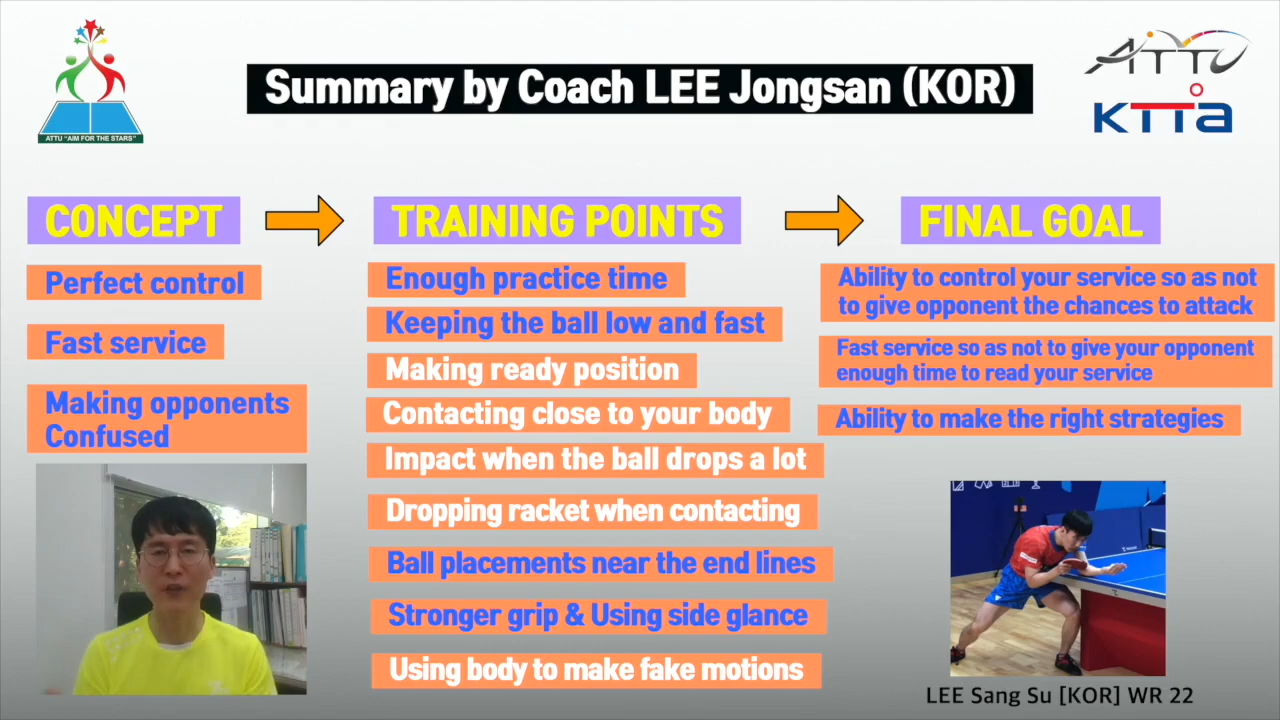 ATTU "AIM FOR THE STARS"
Summary by Coach LEE Jongsan (KOR)
ATTU
KTTa
CONCEPT
Perfect control
Fast service
Making opponents
Confused
TRAINING POINTS
Enough practice time
Keeping the ball low and fast
Making ready position
Contacting close to your body
Impact when the ball drops a lot
Dropping racket when contacting
Ball placements near the end lines
Stronger grip & Using side glance
Using body to make fake motions
FINAL GOAL
Ability to control your service so as not
to give opponent the chances to attack
Fast service so as not to give your opponent
enough time to read your service
Ability to make the right strategies
LEE Sang Su [KOR] WR 22